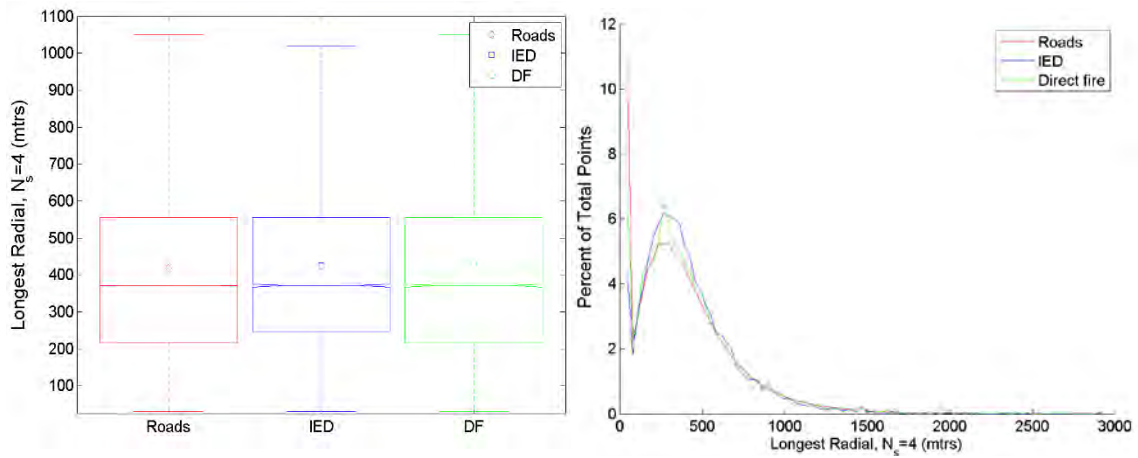 1100
1000
900
800
700
600
500
400
300
200
100
Longest Radial, N_s=4 (mtrs)
Roads
IED
DF
Roads
IED
DF
12
10
8
6
4
2
0
Percent of Total Points
Roads
IED
Direct fire
0
500
1000
1500
2000
2500
3000
Longest Radial, N_s=4 (mtrs)